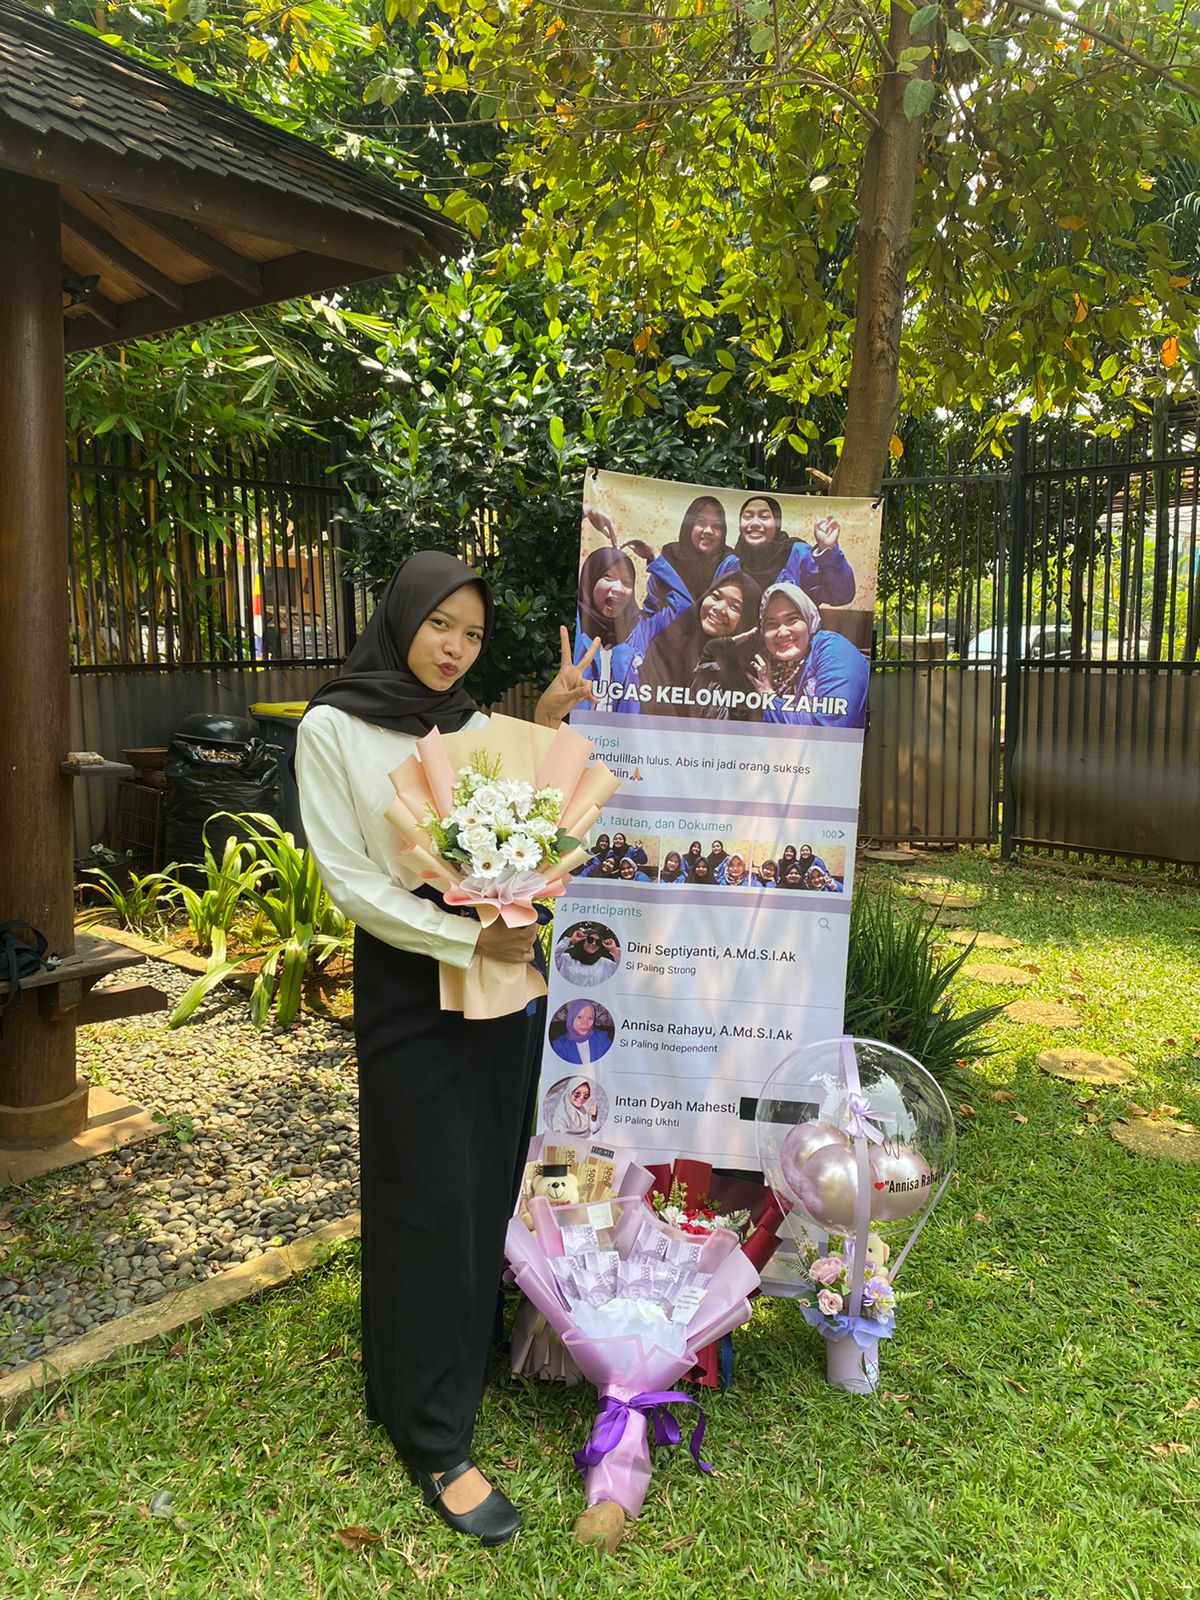 UGAS KELOMPOK ZAHIR
kripsi
amdulillah lulus. Abis ini jadi orang sukses
iin🙏
a, tautan, dan Dokumen
100 >
4 Participants
Dini Septiyanti, A.Md.S.I.Ak
Si Paling Strong
Annisa Rahayu, A.Md.S.I.Ak
Si Paling Independent
Intan Dyah Mahesti,
Si Paling Ukhti
"Annisa Raha